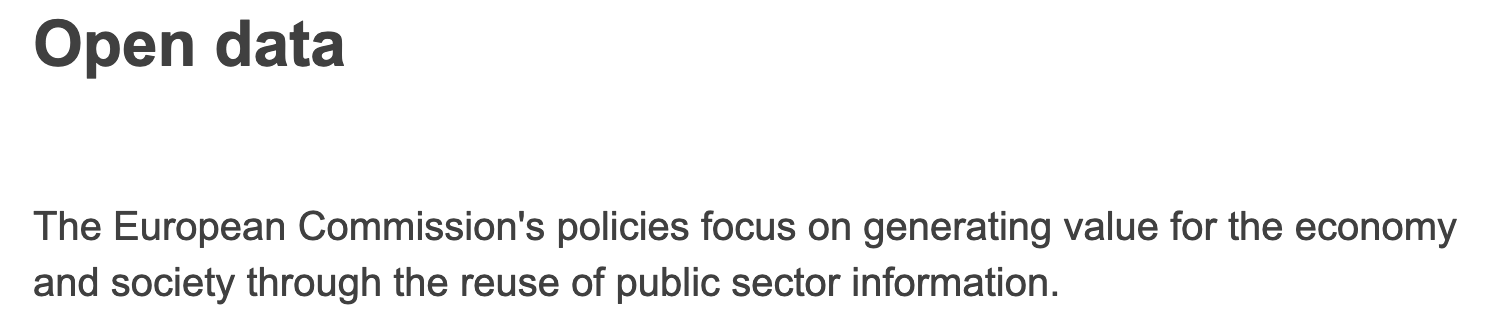 Open data
The European Commission's policies focus on generating value for the economy
and society through the reuse of public sector information.